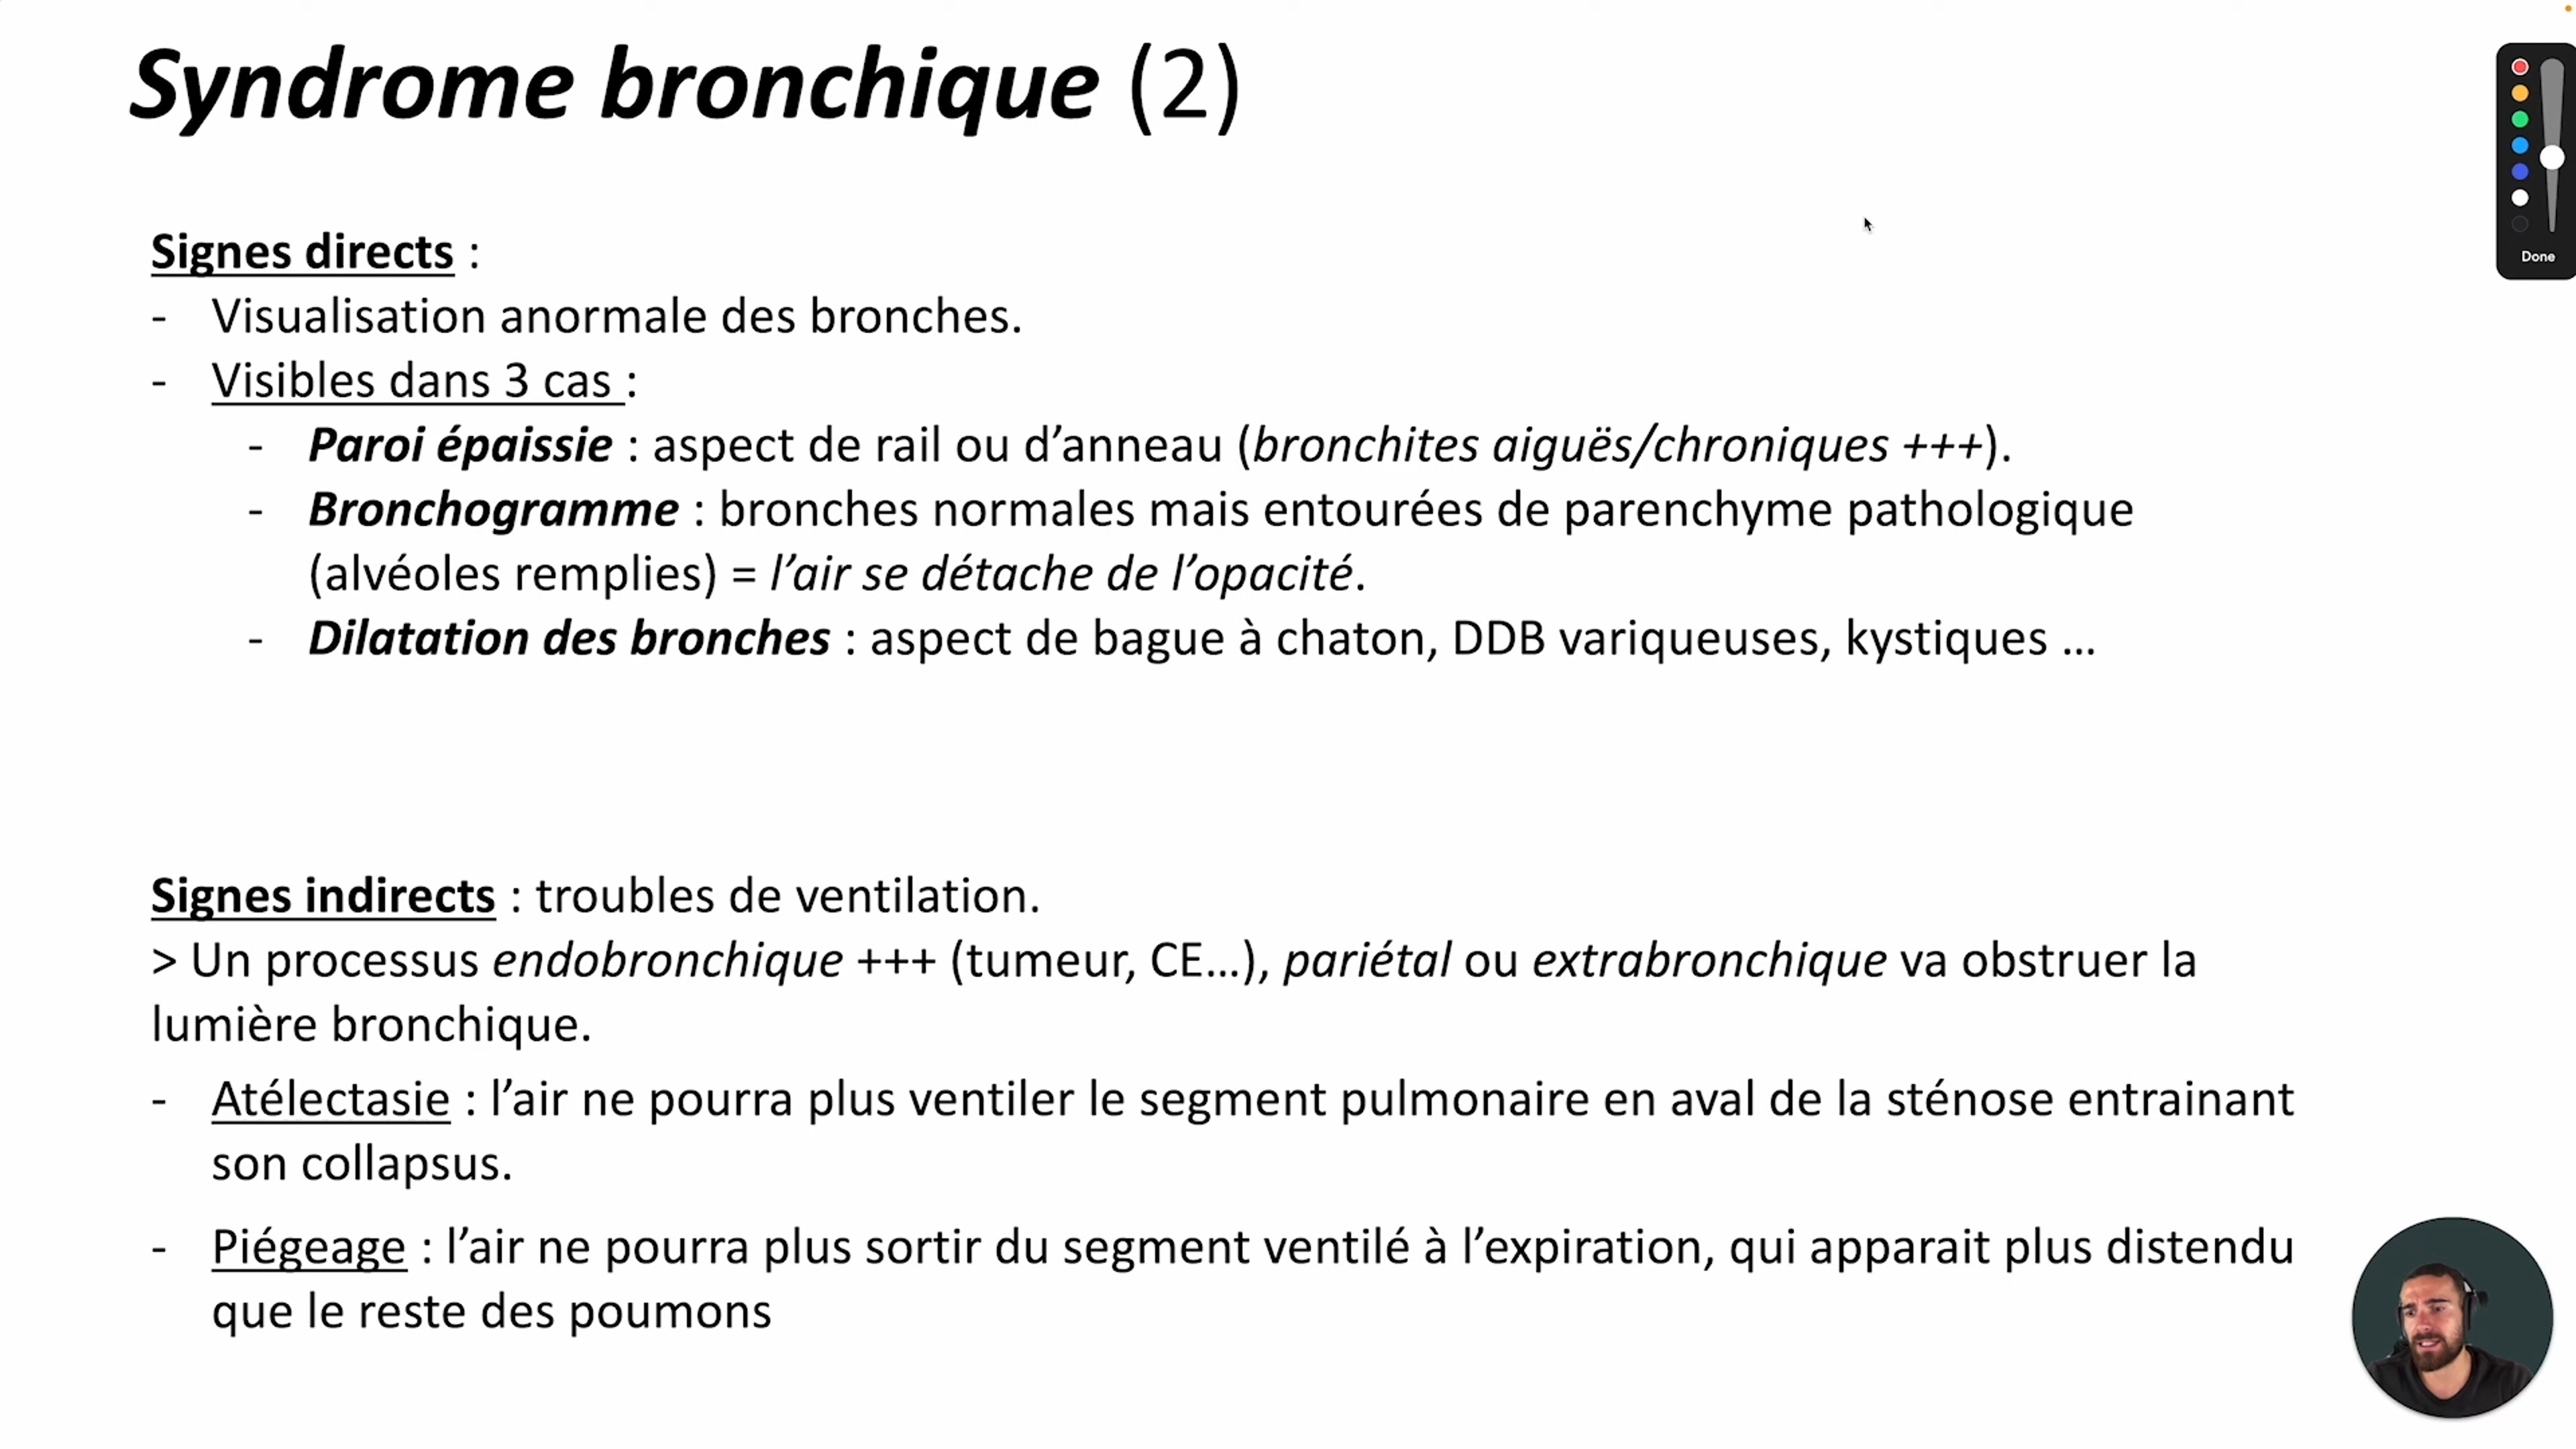 Syndrome bronchique (2)
Done
Signes directs :
- Visualisation anormale des bronches.
- Visibles dans 3 cas :
- Paroi épaissie : aspect de rail ou d’anneau (bronchites aiguës/chroniques +++).
- Bronchogramme : bronches normales mais entourées de parenchyme pathologique
(alvéoles remplies) = l’air se détache de l’opacité.
- Dilatation des bronches : aspect de bague à chaton, DDB variqueuses, kystiques …
Signes indirects : troubles de ventilation.
> Un processus endobronchique +++ (tumeur, CE…), pariétal ou extrabronchique va obstruer la
lumière bronchique.
- Atélectasie : l’air ne pourra plus ventiler le segment pulmonaire en aval de la sténose entrainant
son collapsus.
- Piégeage : l’air ne pourra plus sortir du segment ventilé à l’expiration, qui apparait plus distendu
que le reste des poumons